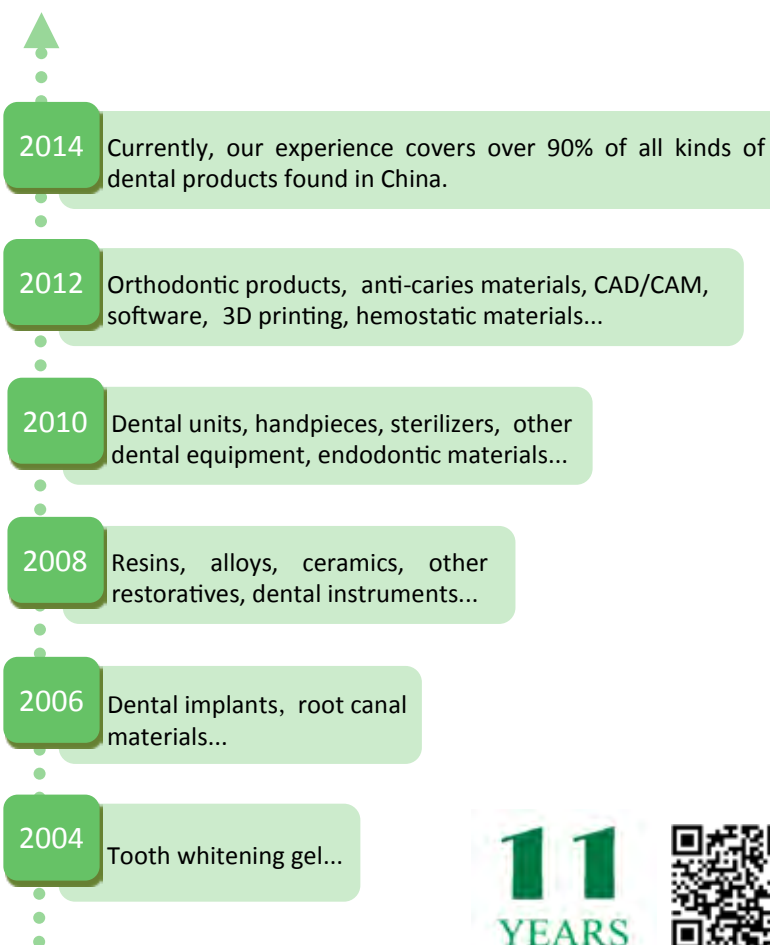 2014
Currently, our experience covers over 90% of all kinds of
dental products found in China.
2012
Orthodontic products, anti-caries materials, CAD/CAM,
software, 3D printing, hemostatic materials...
2010
Dental units, handpieces, sterilizers, other
dental equipment, endodontic materials...
2008
Resins, alloys, ceramics, other
restoratives, dental instruments...
2006
Dental implants, root canal
materials...
2004
Tooth whitening gel...
11
YEARS